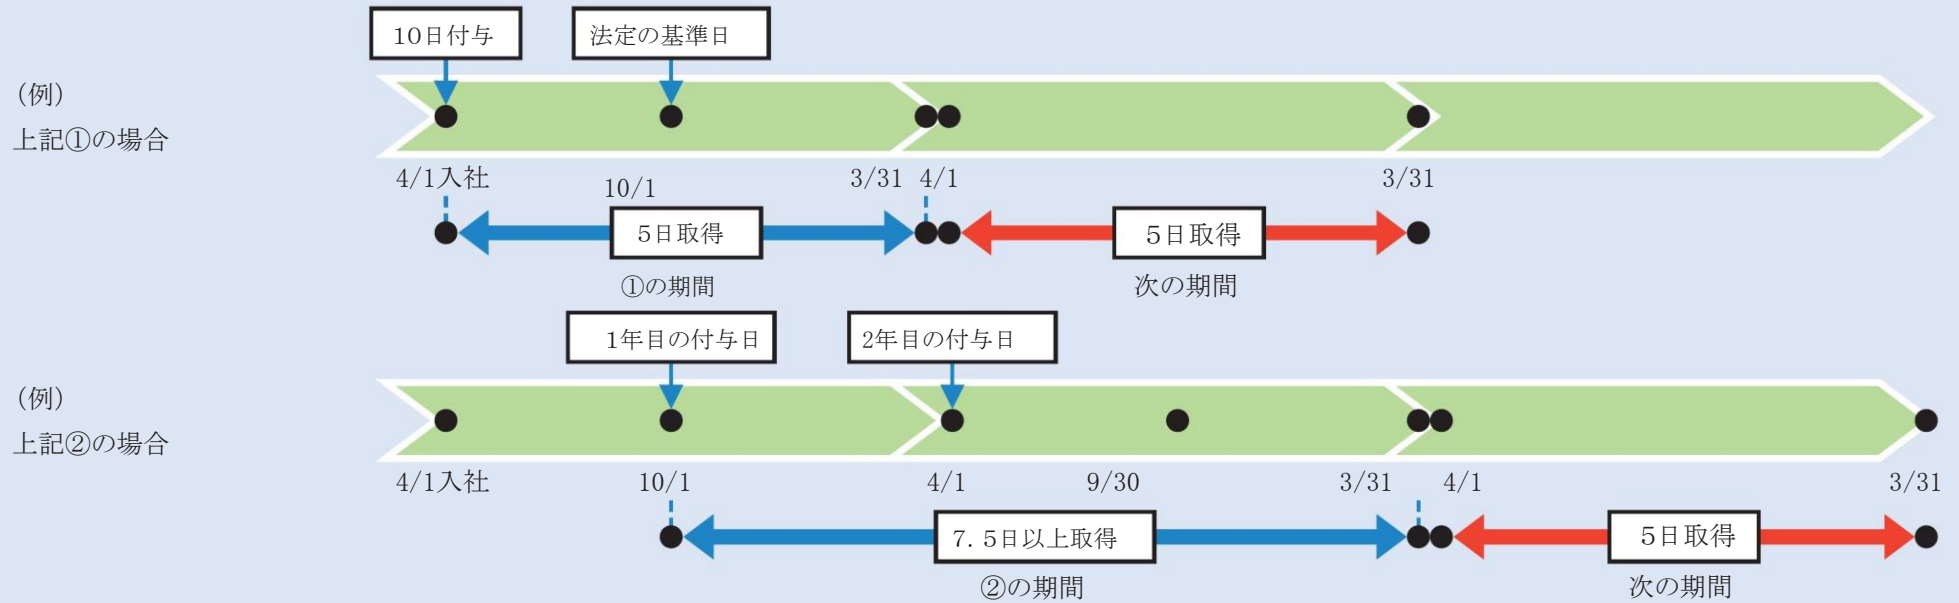 10日付与
法定の基準日
(例)
上記①の場合
4/1入社
10/1
3/31
4/1
3/31
5日取得
5日取得
①の期間
次の期間
1年目の付与日
2年目の付与日
(例)
上記②の場合
4/1入社
10/1
4/1
9/30
3/31
4/1
3/31
7.5日以上取得
5日取得
②の期間
次の期間